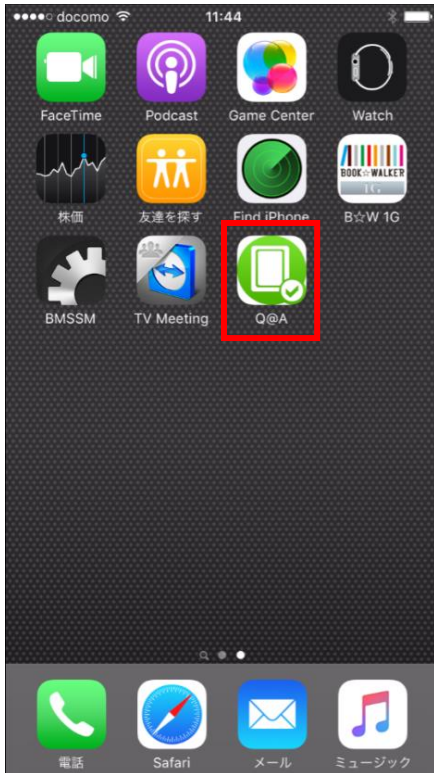 docomo 11:44
FaceTime Podcast Game Center Watch
BOOK☆WALKER
1G
株価 友達を探す Find iPhone B☆W 1G
BMSSM TV Meeting Q@A
電話 Safari メール ミュージック